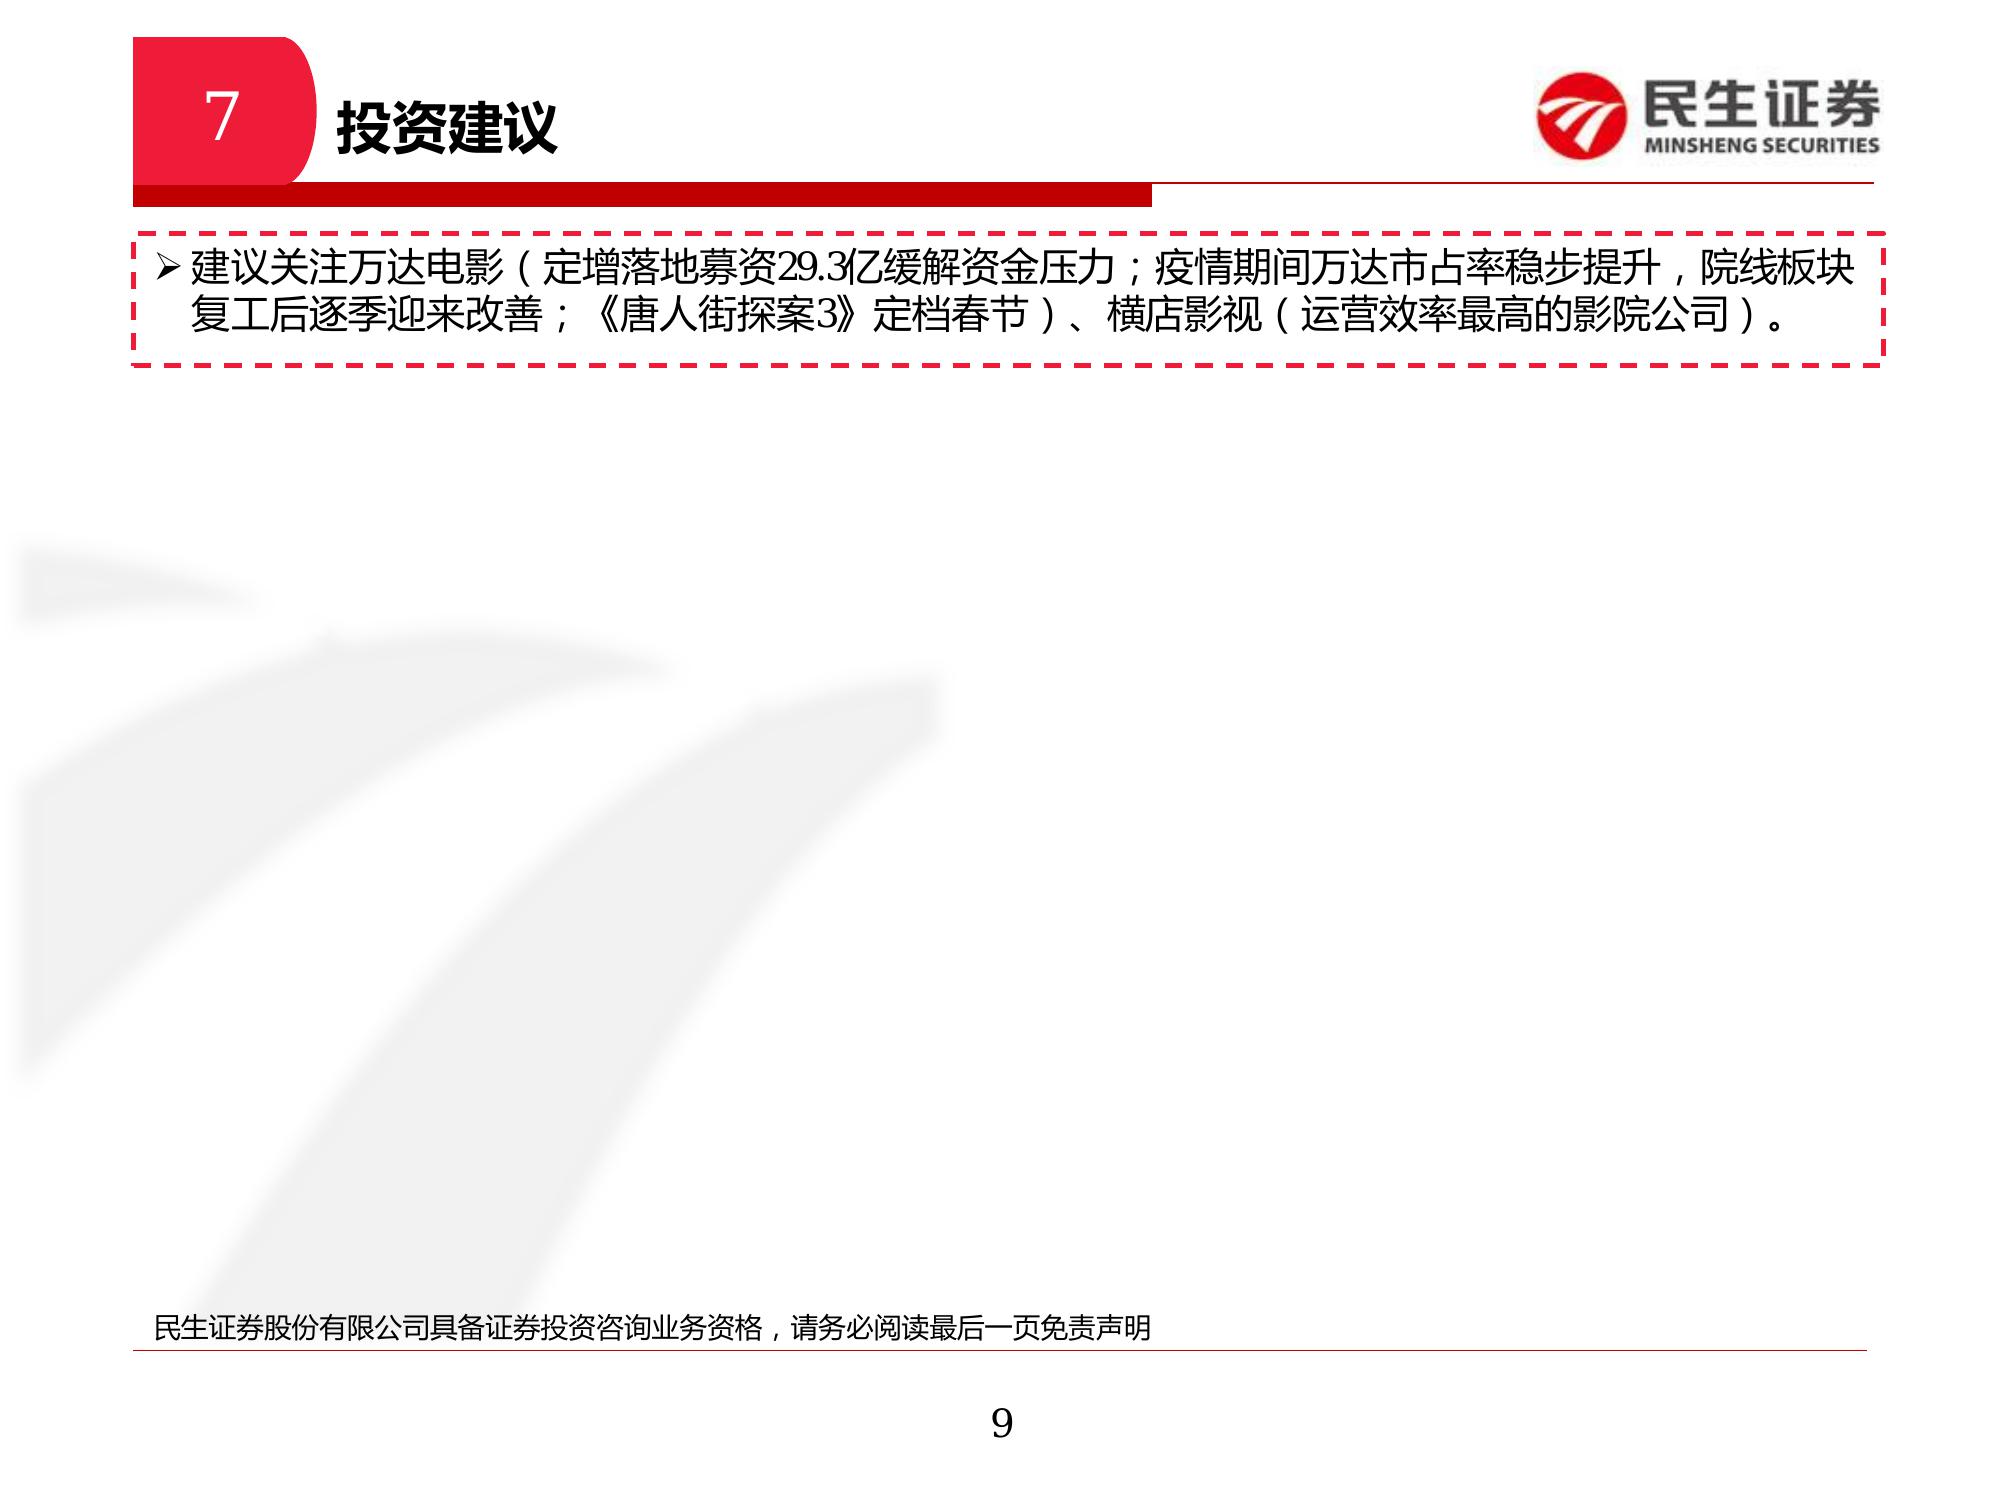 7
投资建议
民生证券
MINSHENG SECURITIES
➢建议关注万达电影（定增落地募资29.3亿缓解资金压力；疫情期间万达市占率稳步提升，院线板块
复工后逐季迎来改善；《唐人街探案3》定档春节）、横店影视（运营效率最高的影院公司）。
民生证券股份有限公司具备证券投资咨询业务资格，请务必阅读最后一页免责声明
9